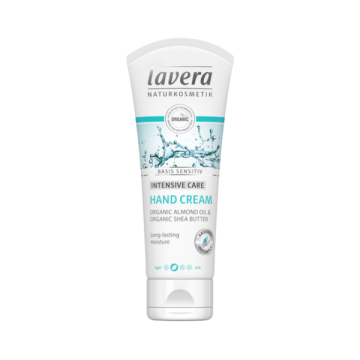 lavera
NATURKOSMETIK
ORGANIC
BASIS SENSITIV
INTENSIVE CARE
HAND CREAM
ORGANIC ALMOND OIL &
ORGANIC SHEA BUTTER
Long-lasting
moisture